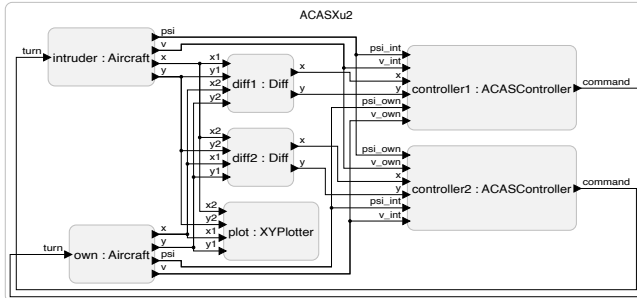 ACASXu2
turn
intruder : Aircraft
psi
v
x
y
x1
y1
x2
y2
diff1 : Diff
x
y
psi_int
v_int
x
y
psi_own
v_own
controller1 : ACASController
command
x2
y2
x1
y1
diff2 : Diff
x
y
psi_own
v_own
x
y
psi_int
v_int
controller2 : ACASController
command
x2
y2
x1
y1
plot : XYPlotter
turn
own : Aircraft
x
y
psi
v